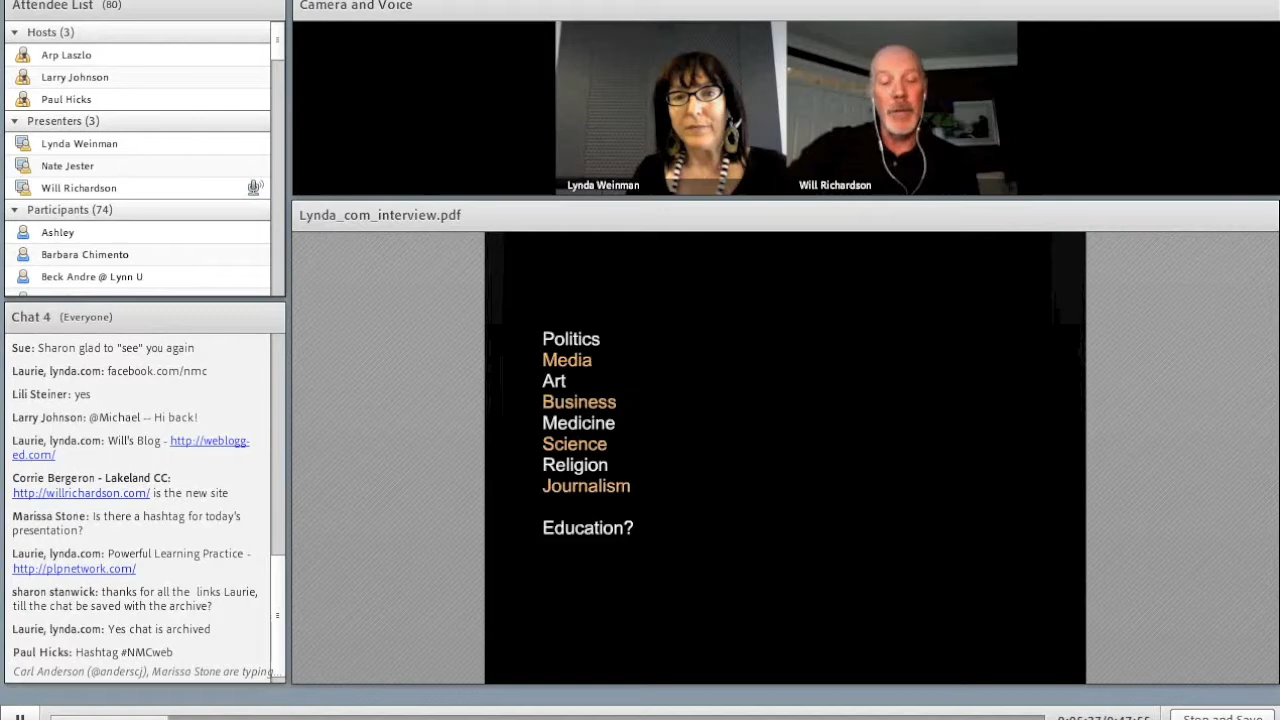 Attendee List (80)
Hosts (3)
Arp Laszlo
Larry Johnson
Paul Hicks
Presenters (3)
Lynda Weinman
Nate Jester
Will Richardson
Participants (74)
Ashley
Barbara Chimento
Beck Andre @ Lynn U
Chat 4 (Everyone)
Sue: Sharon glad to "see" you again
Laurie, lynda.com: facebook.com/nmc
Lili Steiner: yes
Larry Johnson: @Michael -- Hi back!
Laurie, lynda.com: Will's Blog - http://weblogg-
ed.com/
Corrie Bergeron - Lakeland CC:
http://willrichardson.com/ is the new site
Marissa Stone: Is there a hashtag for today's
presentation?
Laurie, lynda.com: Powerful Learning Practice -
http://plpnetwork.com/
sharon stanwick: thanks for all the links Laurie,
till the chat be saved with the archive?
Laurie, lynda.com: Yes chat is archived
Paul Hicks: Hashtag #NMCweb
Carl Anderson (@anderscj), Marissa Stone are typing...
Camera and Voice
Lynda Weinman
Will Richardson
Lynda_com_interview.pdf
Politics
Media
Art
Business
Medicine
Science
Religion
Journalism
Education?
Stop and Save